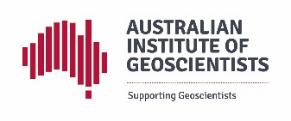 AUSTRALIAN
INSTITUTE OF
GEOSCIENTISTS
Supporting Geoscientists